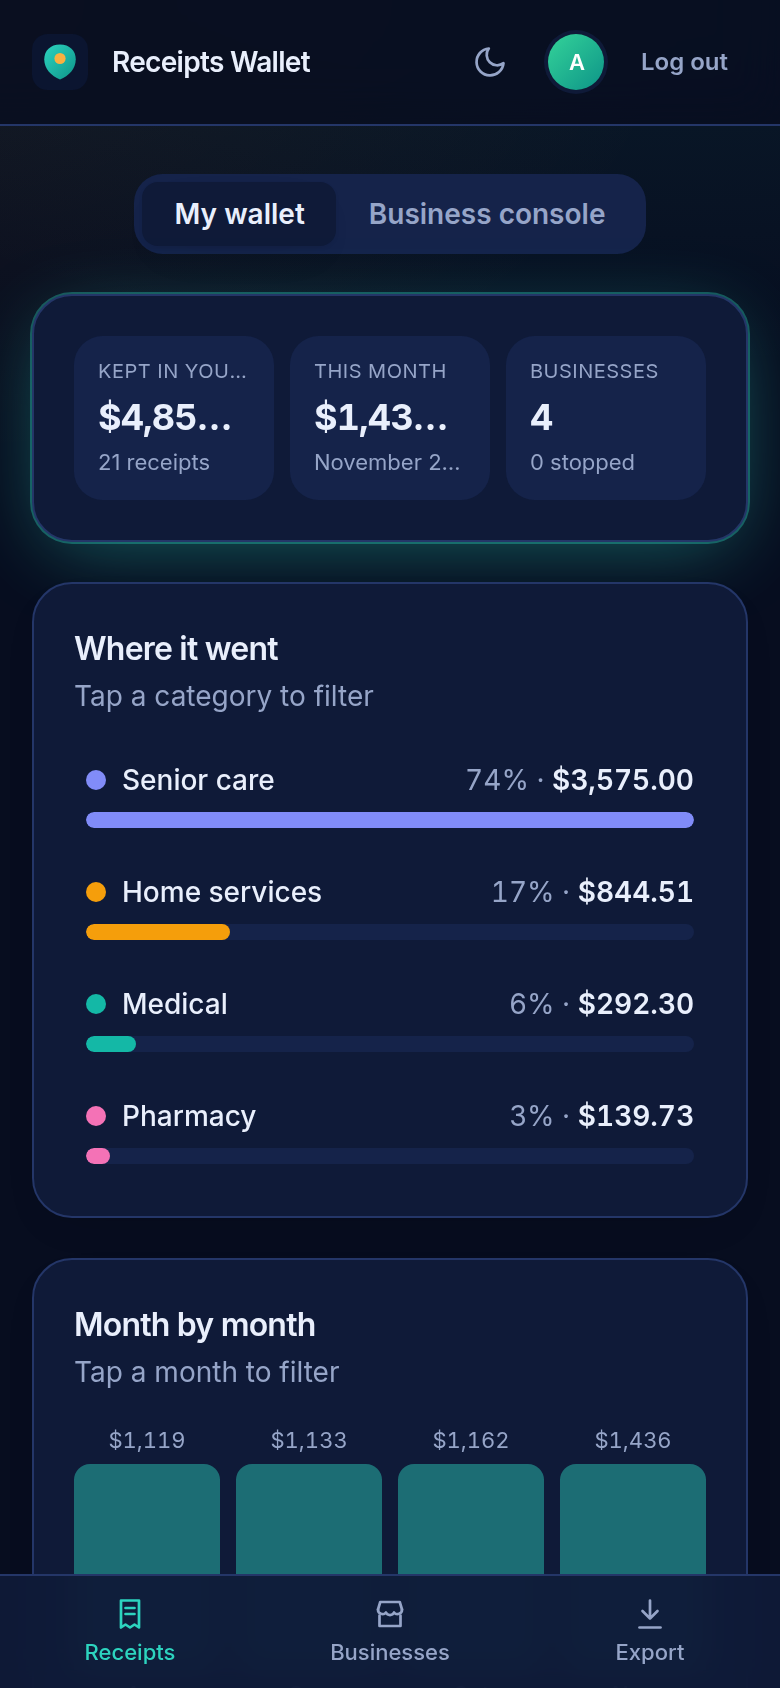 Receipts Wallet
A
Log out
My wallet
Business console
KEPT IN YOU...
$4,85...
21 receipts
THIS MONTH
$1,43...
November 2...
BUSINESSES
4
0 stopped
Where it went
Tap a category to filter
Senior care 74% · $3,575.00
Home services 17% · $844.51
Medical 6% · $292.30
Pharmacy 3% · $139.73
Month by month
Tap a month to filter
$1,119 $1,133 $1,162 $1,436
Receipts Businesses Export